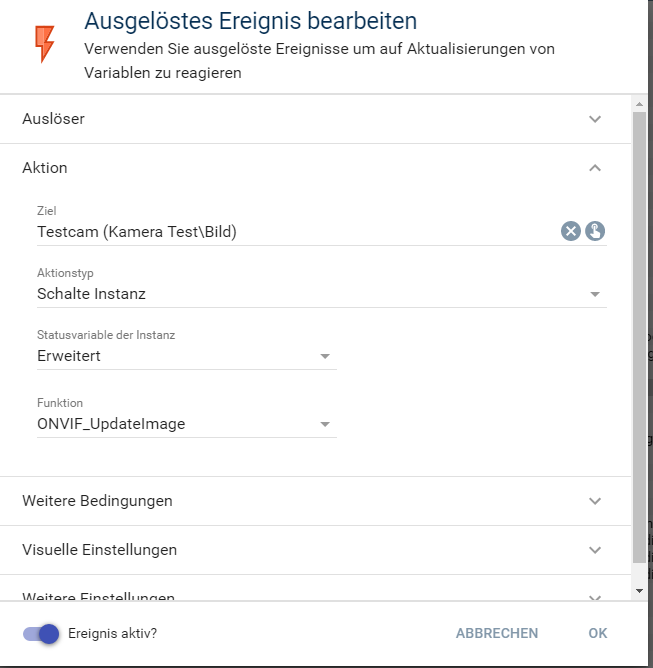 Ausgelöstes Ereignis bearbeiten
Verwenden Sie ausgelöste Ereignisse um auf Aktualisierungen von
Variablen zu reagieren
Auslöser
Aktion
Ziel
Testcam (Kamera Test\Bild)
Aktionstyp
Schalte Instanz
Statusvariable der Instanz
Erweitert
Funktion
ONVIF_UpdateImage
Weitere Bedingungen
Visuelle Einstellungen
Weitere Einstellungen
Ereignis aktiv?
ABBRECHEN
OK